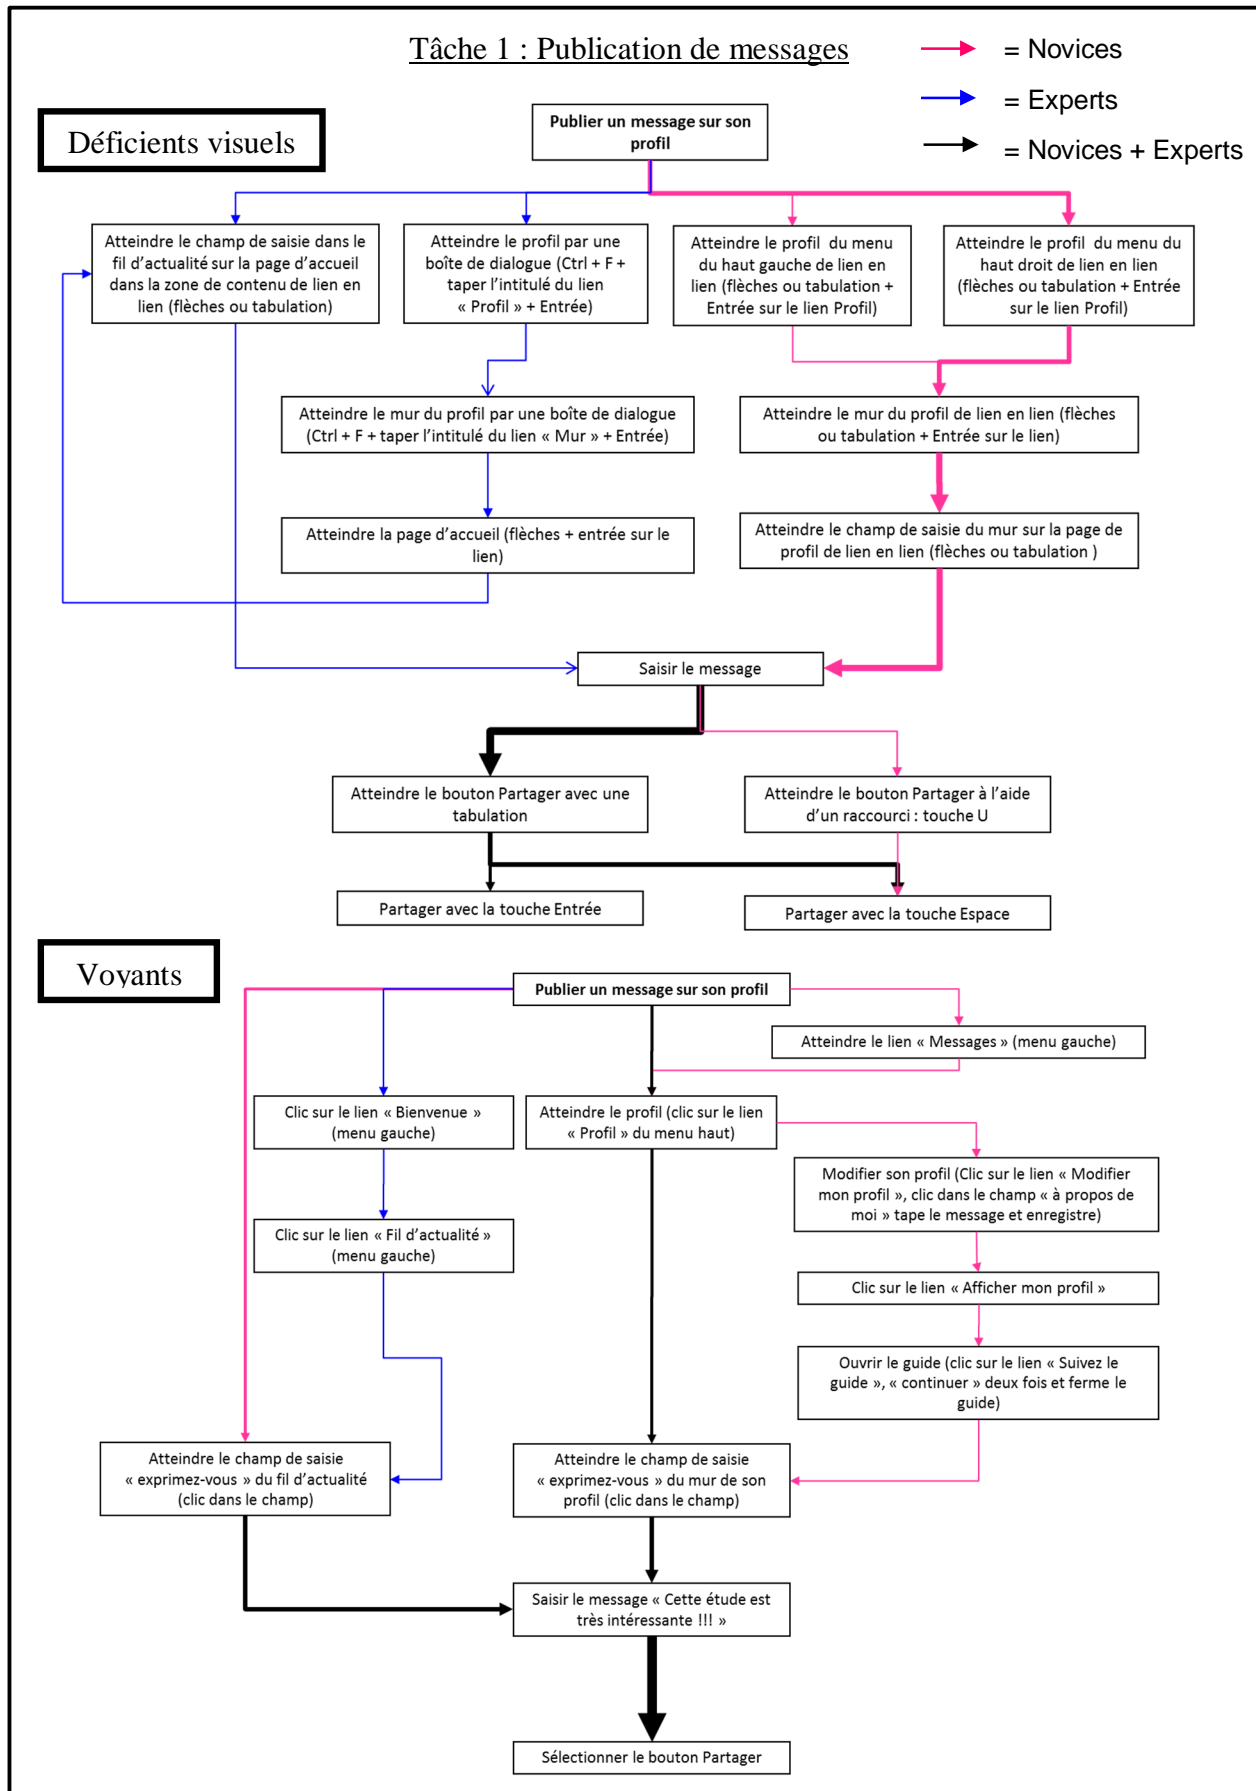 Tâche 1 : Publication de messages
= Novices
= Experts
= Novices + Experts
Déficients visuels
Publier un message sur son
profil
Atteindre le champ de saisie dans le
fil d'actualité sur la page d'accueil
dans la zone de contenu de lien en
lien (flèches ou tabulation)
Atteindre le profil par une
boîte de dialogue (Ctrl + F +
taper l'intitulé du lien
« Profil » + Entrée)
Atteindre le profil du menu
du haut gauche de lien en
lien (flèches ou tabulation +
Entrée sur le lien Profil)
Atteindre le profil du menu du
haut droit de lien en lien
(flèches ou tabulation + Entrée
sur le lien Profil)
Atteindre le mur du profil par une boîte de dialogue
(Ctrl + F + taper l'intitulé du lien « Mur » + Entrée)
Atteindre le mur du profil de lien en lien (flèches
ou tabulation + Entrée sur le lien)
Atteindre la page d'accueil (flèches + entrée sur le
lien)
Atteindre le champ de saisie du mur sur la page de
profil de lien en lien (flèches ou tabulation )
Saisir le message
Atteindre le bouton Partager avec une
tabulation
Atteindre le bouton Partager à l'aide
d'un raccourci : touche U
Partager avec la touche Entrée
Partager avec la touche Espace
Voyants
Publier un message sur son profil
Atteindre le lien « Messages » (menu gauche)
Clic sur le lien « Bienvenue »
(menu gauche)
Atteindre le profil (clic sur le lien
« Profil » du menu haut)
Modifier son profil (Clic sur le lien « Modifier
mon profil », clic dans le champ « à propos de
moi » tape le message et enregistre)
Clic sur le lien « Fil d'actualité »
(menu gauche)
Clic sur le lien « Afficher mon profil »
Ouvrir le guide (clic sur le lien « Suivez le
guide », « continuer » deux fois et ferme le
guide)
Atteindre le champ de saisie
« exprimez-vous » du fil d'actualité
(clic dans le champ)
Atteindre le champ de saisie
« exprimez-vous » du mur de son
profil (clic dans le champ)
Saisir le message « Cette étude est
très intéressante !!! »
Sélectionner le bouton Partager